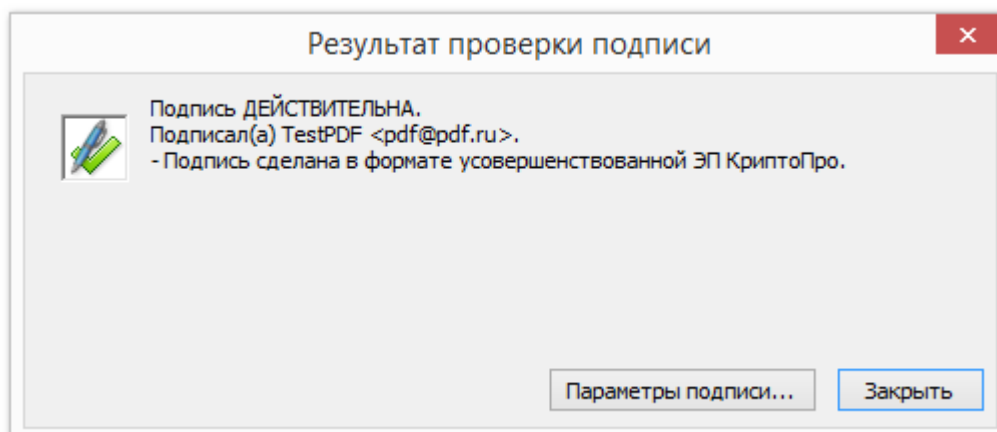 Результат проверки подписи
Подпись ДЕЙСТВИТЕЛЬНА.
Подписал(а) TestPDF <pdf@pdf.ru>.
- Подпись сделана в формате усовершенствованной ЭП КриптоПро.
Параметры подписи... Закрыть